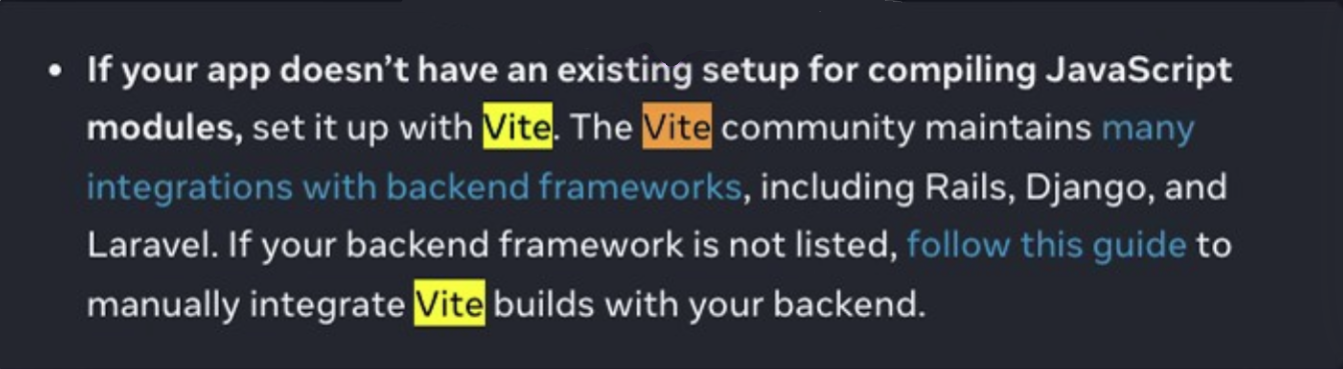 • If your app doesn’t have an existing setup for compiling JavaScript
modules, set it up with Vite. The Vite community maintains many
integrations with backend frameworks, including Rails, Django, and
Laravel. If your backend framework is not listed, follow this guide to
manually integrate Vite builds with your backend.